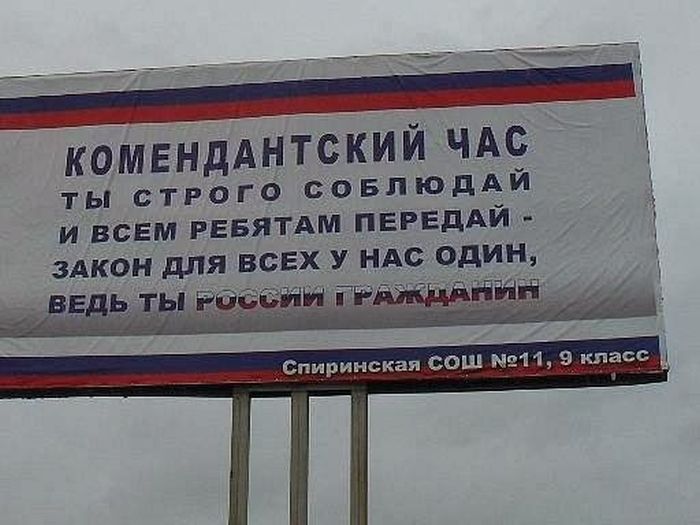 КОМЕНДАНТСКИЙ ЧАС
ТЫ СТРОГО СОБЛЮДАЙ
И ВСЕМ РЕБЯТАМ ПЕРЕДАЙ -
ЗАКОН ДЛЯ ВСЕХ У НАС ОДИН,
ВЕДЬ ТЫ РОССИИ ГРАЖДАНИН
Спиринская СОШ №11, 9 класс